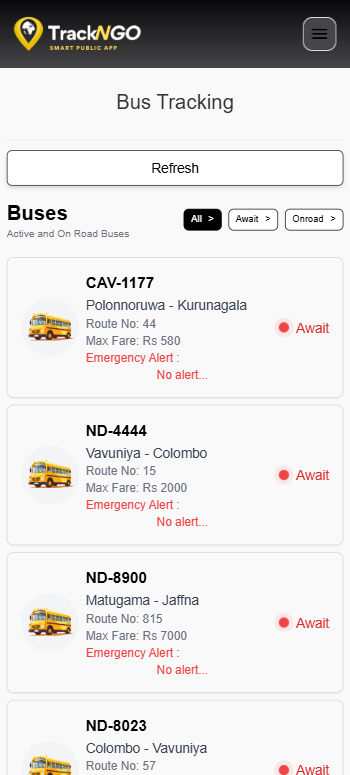 TrackNGO
SMART PUBLIC APP
Bus Tracking
Refresh
Buses
Active and On Road Buses
All >
Await >
Onroad >
CAV-1177
Polonnoruwa - Kurunagala
Route No: 44
Max Fare: Rs 580
Emergency Alert :
No alert...
Await
ND-4444
Vavuniya - Colombo
Route No: 15
Max Fare: Rs 2000
Emergency Alert :
No alert...
Await
ND-8900
Matugama - Jaffna
Route No: 815
Max Fare: Rs 7000
Emergency Alert :
No alert...
Await
ND-8023
Colombo - Vavuniya
Route No: 57
Await